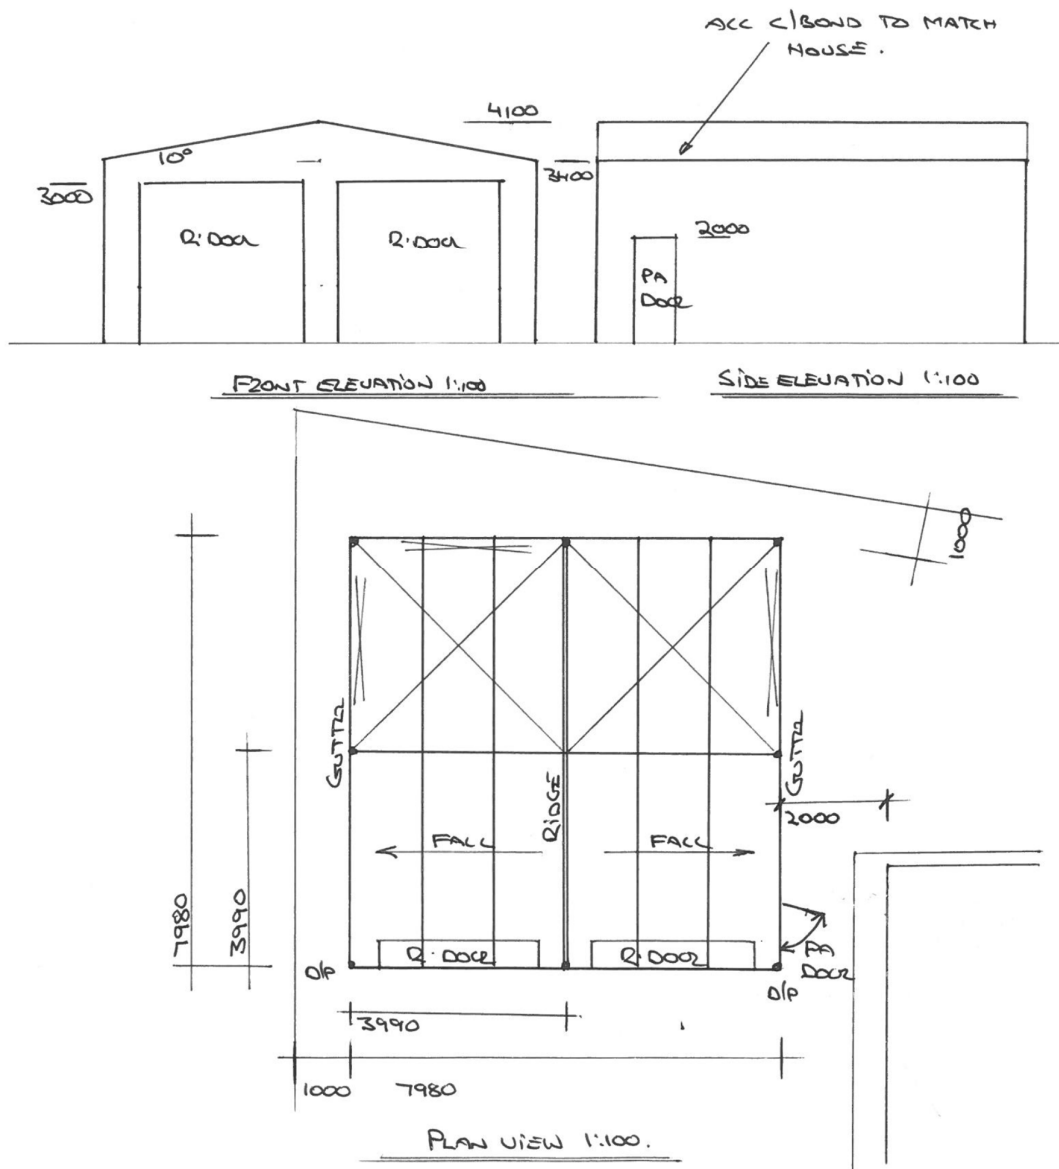 ALL C/BOND TO MATCH
HOUSE.
4100
10°
3000
3400
R·DOOR
R·DOOR
2000
PA
DOOR
FRONT ELEVATION 1:100
SIDE ELEVATION 1:100
1000
GUTTER
RIDGE
GUTTER
2000
FALL
FALL
7980
3990
R·DOOR
R·DOOR
PA
DOOR
D/P
D/P
3990
1000
7980
PLAN VIEW 1:100.